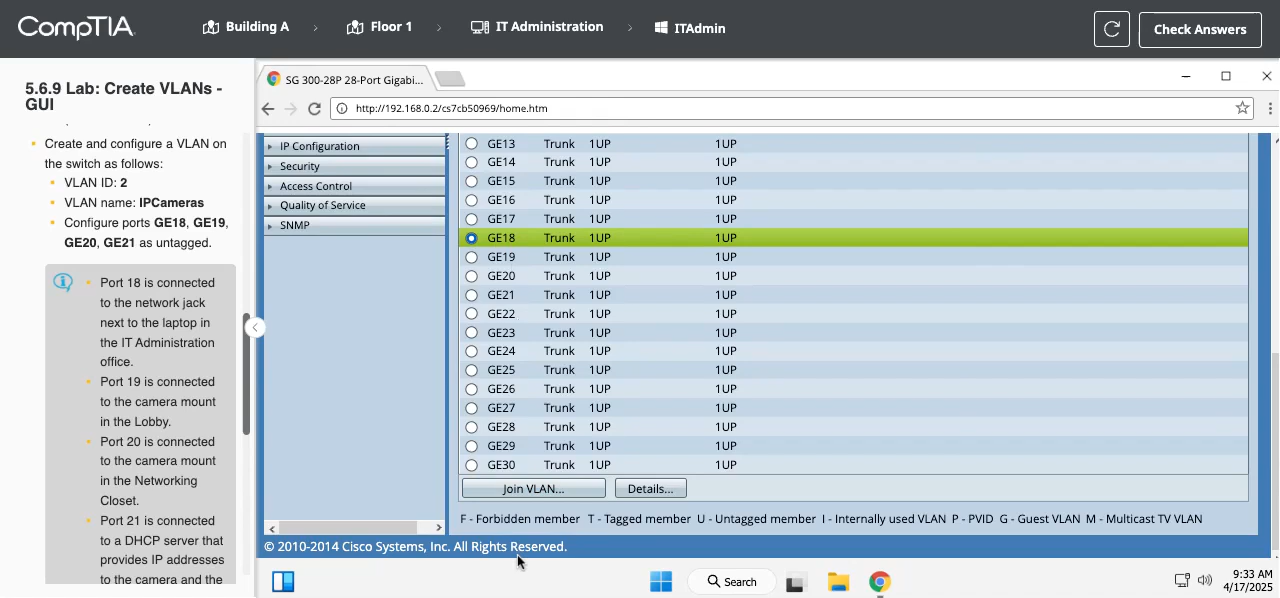 CompTIA.
Building A
Floor 1
IT Administration
ITAdmin
Check Answers
5.6.9 Lab: Create VLANs -
GUI
Create and configure a VLAN on
the switch as follows:
VLAN ID: 2
VLAN name: IPCameras
Configure ports GE18, GE19,
GE20, GE21 as untagged.
Port 18 is connected
to the network jack
next to the laptop in
the IT Administration
office.
Port 19 is connected
to the camera mount
in the Lobby.
Port 20 is connected
to the camera mount
in the Networking
Closet.
Port 21 is connected
to a DHCP server that
provides IP addresses
to the camera and the
SG 300-28P 28-Port Gigabi...
http://192.168.0.2/cs7cb50969/home.htm
IP Configuration
Security
Access Control
Quality of Service
SNMP
GE13 Trunk 1UP 1UP
GE14 Trunk 1UP 1UP
GE15 Trunk 1UP 1UP
GE16 Trunk 1UP 1UP
GE17 Trunk 1UP 1UP
GE18 Trunk 1UP 1UP
GE19 Trunk 1UP 1UP
GE20 Trunk 1UP 1UP
GE21 Trunk 1UP 1UP
GE22 Trunk 1UP 1UP
GE23 Trunk 1UP 1UP
GE24 Trunk 1UP 1UP
GE25 Trunk 1UP 1UP
GE26 Trunk 1UP 1UP
GE27 Trunk 1UP 1UP
GE28 Trunk 1UP 1UP
GE29 Trunk 1UP 1UP
GE30 Trunk 1UP 1UP
Join VLAN... Details...
F - Forbidden member T - Tagged member U - Untagged member I - Internally used VLAN P - PVID G - Guest VLAN M - Multicast TV VLAN
© 2010-2014 Cisco Systems, Inc. All Rights Reserved.
Search
9:33 AM
4/17/2025